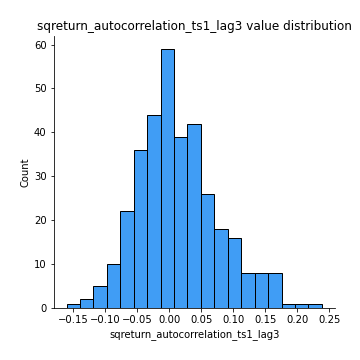 sqreturn_autocorrelation_ts1_lag3 value distribution
60
50
40
30
20
10
0
Count
−0.15 −0.10 −0.05 0.00 0.05 0.10 0.15 0.20 0.25
sqreturn_autocorrelation_ts1_lag3